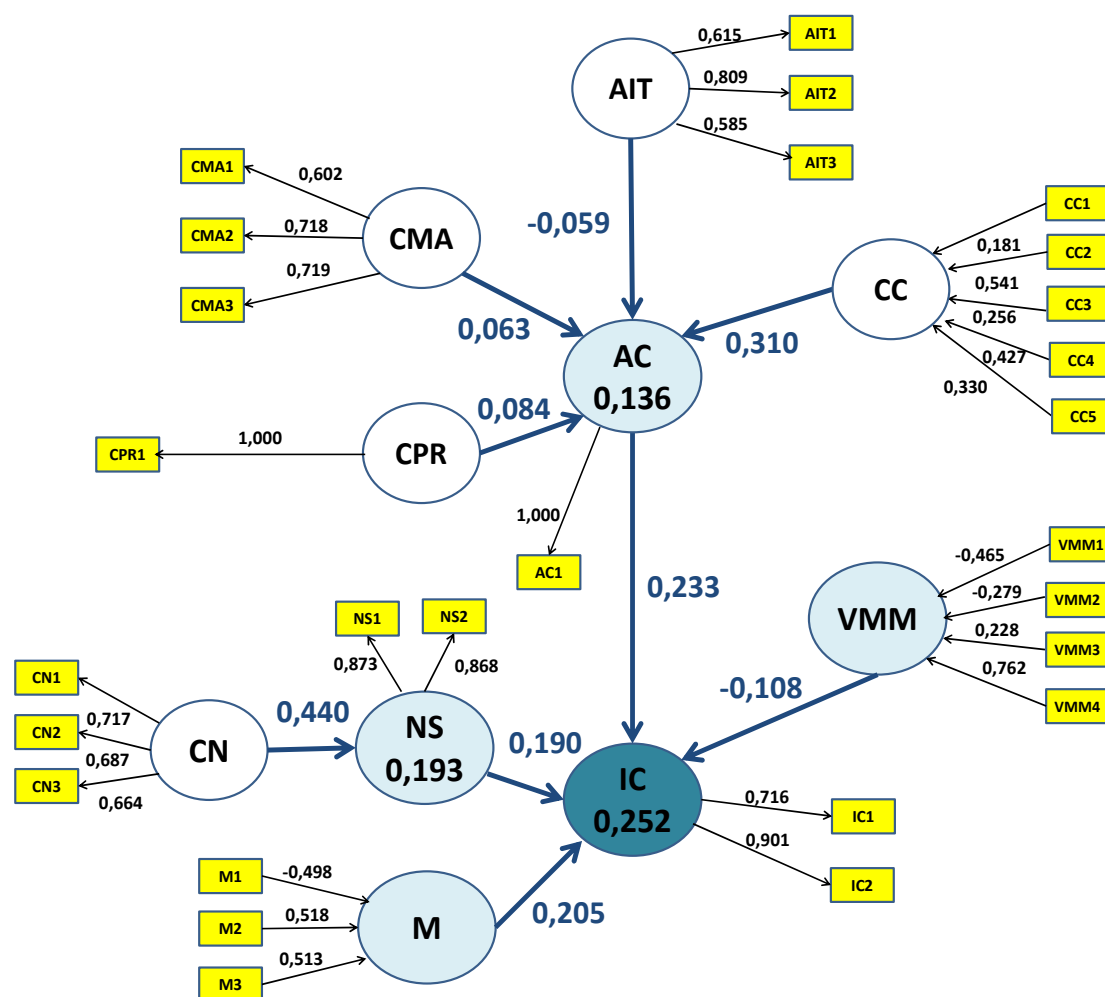 0,615
AIT1
AIT
0,809
AIT2
0,585
AIT3
CMA1
0,602
CMA2
0,718
CMA
CMA3
0,719
-0,059
CC1
0,181
CC2
CC
0,541
CC3
0,256
0,427
CC4
0,330
CC5
0,063
0,310
AC
0,136
0,084
CPR1
1,000
CPR
1,000
AC1
0,233
VMM1
-0,465
-0,279
VMM2
VMM
0,228
VMM3
0,762
VMM4
-0,108
NS1
NS2
0,873
0,868
CN1
0,717
CN2
0,687
CN3
0,664
CN
0,440
NS
0,193
0,190
IC
0,252
0,716
IC1
0,901
IC2
M1
-0,498
M2
0,518
M3
0,513
M
0,205